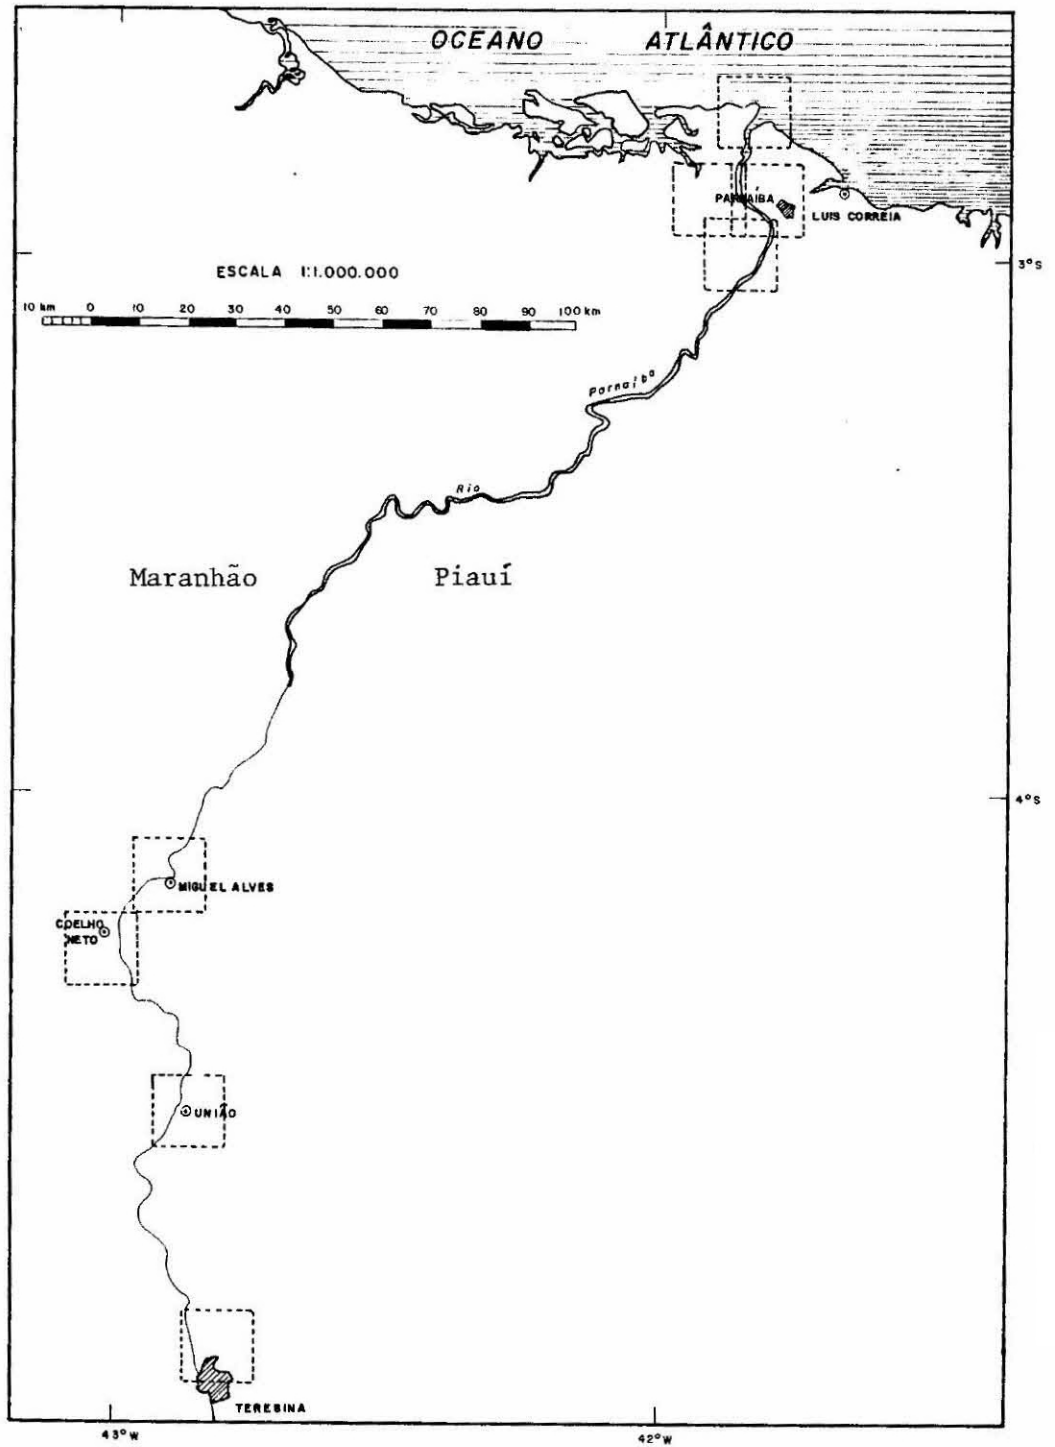 OCEANO ATLÂNTICO
PARNAÍBA
LUIS CORREIA
ESCALA 1:1.000.000
3°S
10 km 0 10 20 30 40 50 60 70 80 90 100 km
Rio Parnaíba
Maranhão Piauí
4°S
MIGUEL ALVES
COELHO
NETO
UNIÃO
TERESINA
43°W 42°W